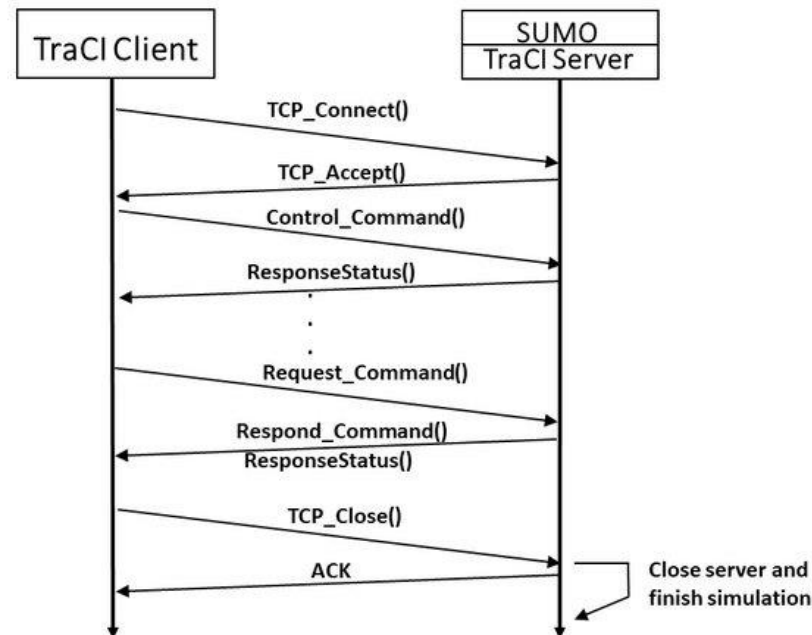 TraCI Client
SUMO
TraCI Server
TCP_Connect()
TCP_Accept()
Control_Command()
ResponseStatus()
.
.
.
Request_Command()
Respond_Command()
ResponseStatus()
TCP_Close()
ACK
Close server and
finish simulation